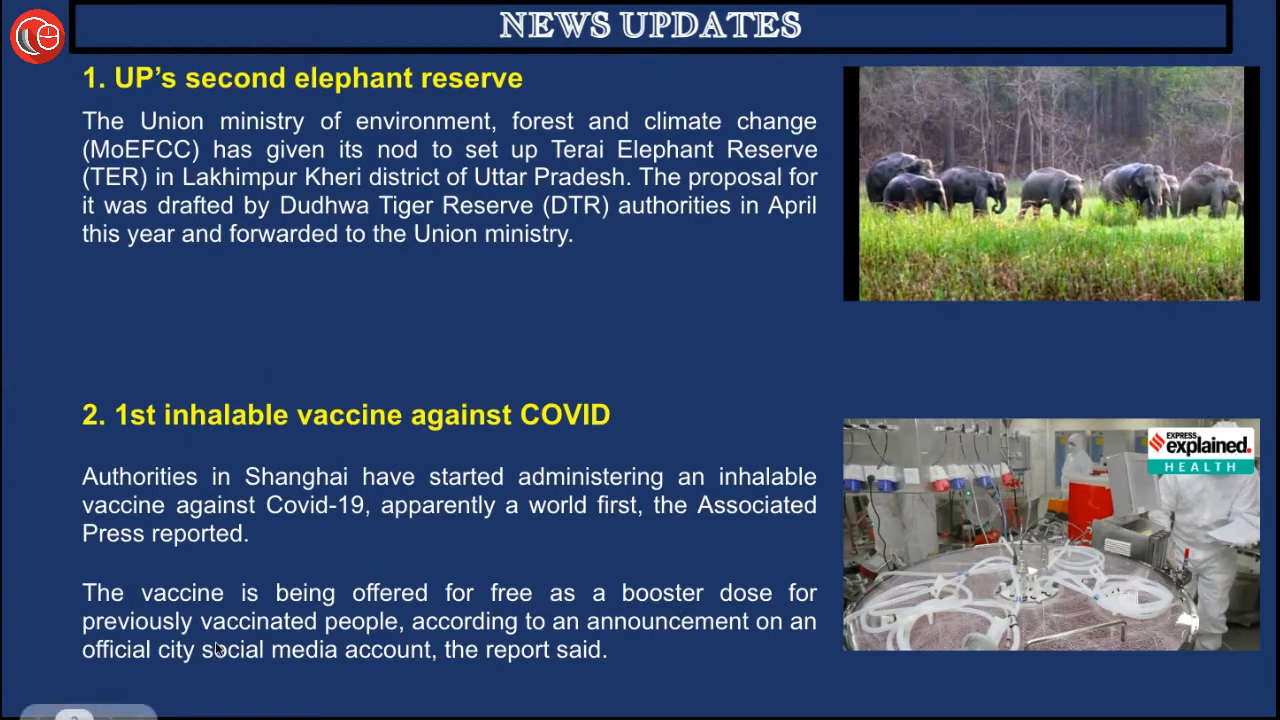 NEWS UPDATES
1. UP’s second elephant reserve
The Union ministry of environment, forest and climate change
(MoEFCC) has given its nod to set up Terai Elephant Reserve
(TER) in Lakhimpur Kheri district of Uttar Pradesh. The proposal for
it was drafted by Dudhwa Tiger Reserve (DTR) authorities in April
this year and forwarded to the Union ministry.
2. 1st inhalable vaccine against COVID
Authorities in Shanghai have started administering an inhalable
vaccine against Covid-19, apparently a world first, the Associated
Press reported.
The vaccine is being offered for free as a booster dose for
previously vaccinated people, according to an announcement on an
official city social media account, the report said.
EXPRESS
explained.
HEALTH